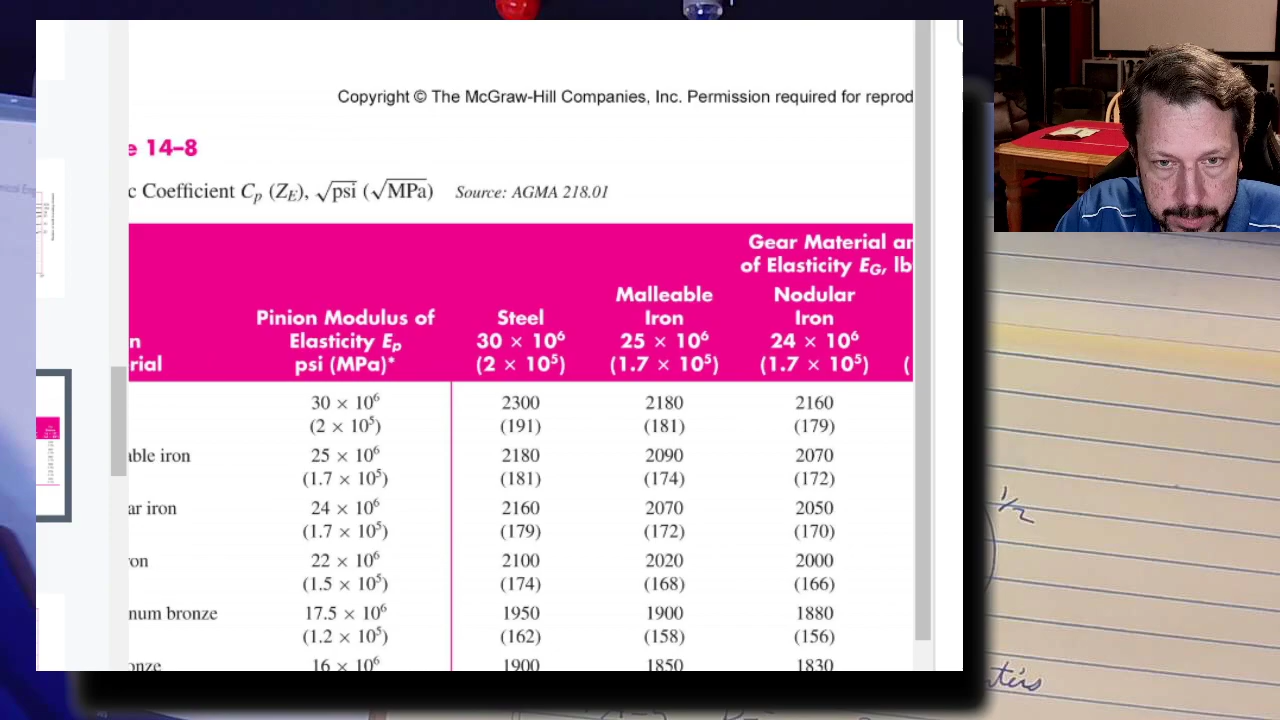 Copyright © The McGraw-Hill Companies, Inc. Permission required for reprod
e 14–8
c Coefficient Cp (ZE), √psi (√MPa) Source: AGMA 218.01
Gear Material ar
of Elasticity EG, lb
Malleable Nodular
Pinion Modulus of Steel Iron Iron
n Elasticity Ep 30 × 10⁶ 25 × 10⁶ 24 × 10⁶
rial psi (MPa)* (2 × 10⁵) (1.7 × 10⁵) (1.7 × 10⁵) (
30 × 10⁶ 2300 2180 2160
(2 × 10⁵) (191) (181) (179)
able iron 25 × 10⁶ 2180 2090 2070
(1.7 × 10⁵) (181) (174) (172)
ar iron 24 × 10⁶ 2160 2070 2050
(1.7 × 10⁵) (179) (172) (170)
ron 22 × 10⁶ 2100 2020 2000
(1.5 × 10⁵) (174) (168) (166)
num bronze 17.5 × 10⁶ 1950 1900 1880
(1.2 × 10⁵) (162) (158) (156)
onze 16 × 10⁶ 1900 1850 1830
1/2